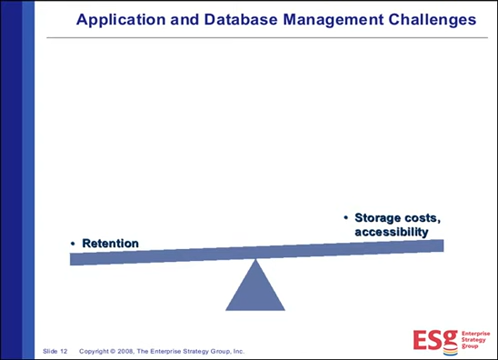 Application and Database Management Challenges
• Storage costs,
accessibility
• Retention
Slide 12 Copyright © 2008, The Enterprise Strategy Group, Inc.
ESg Enterprise
Strategy
Group